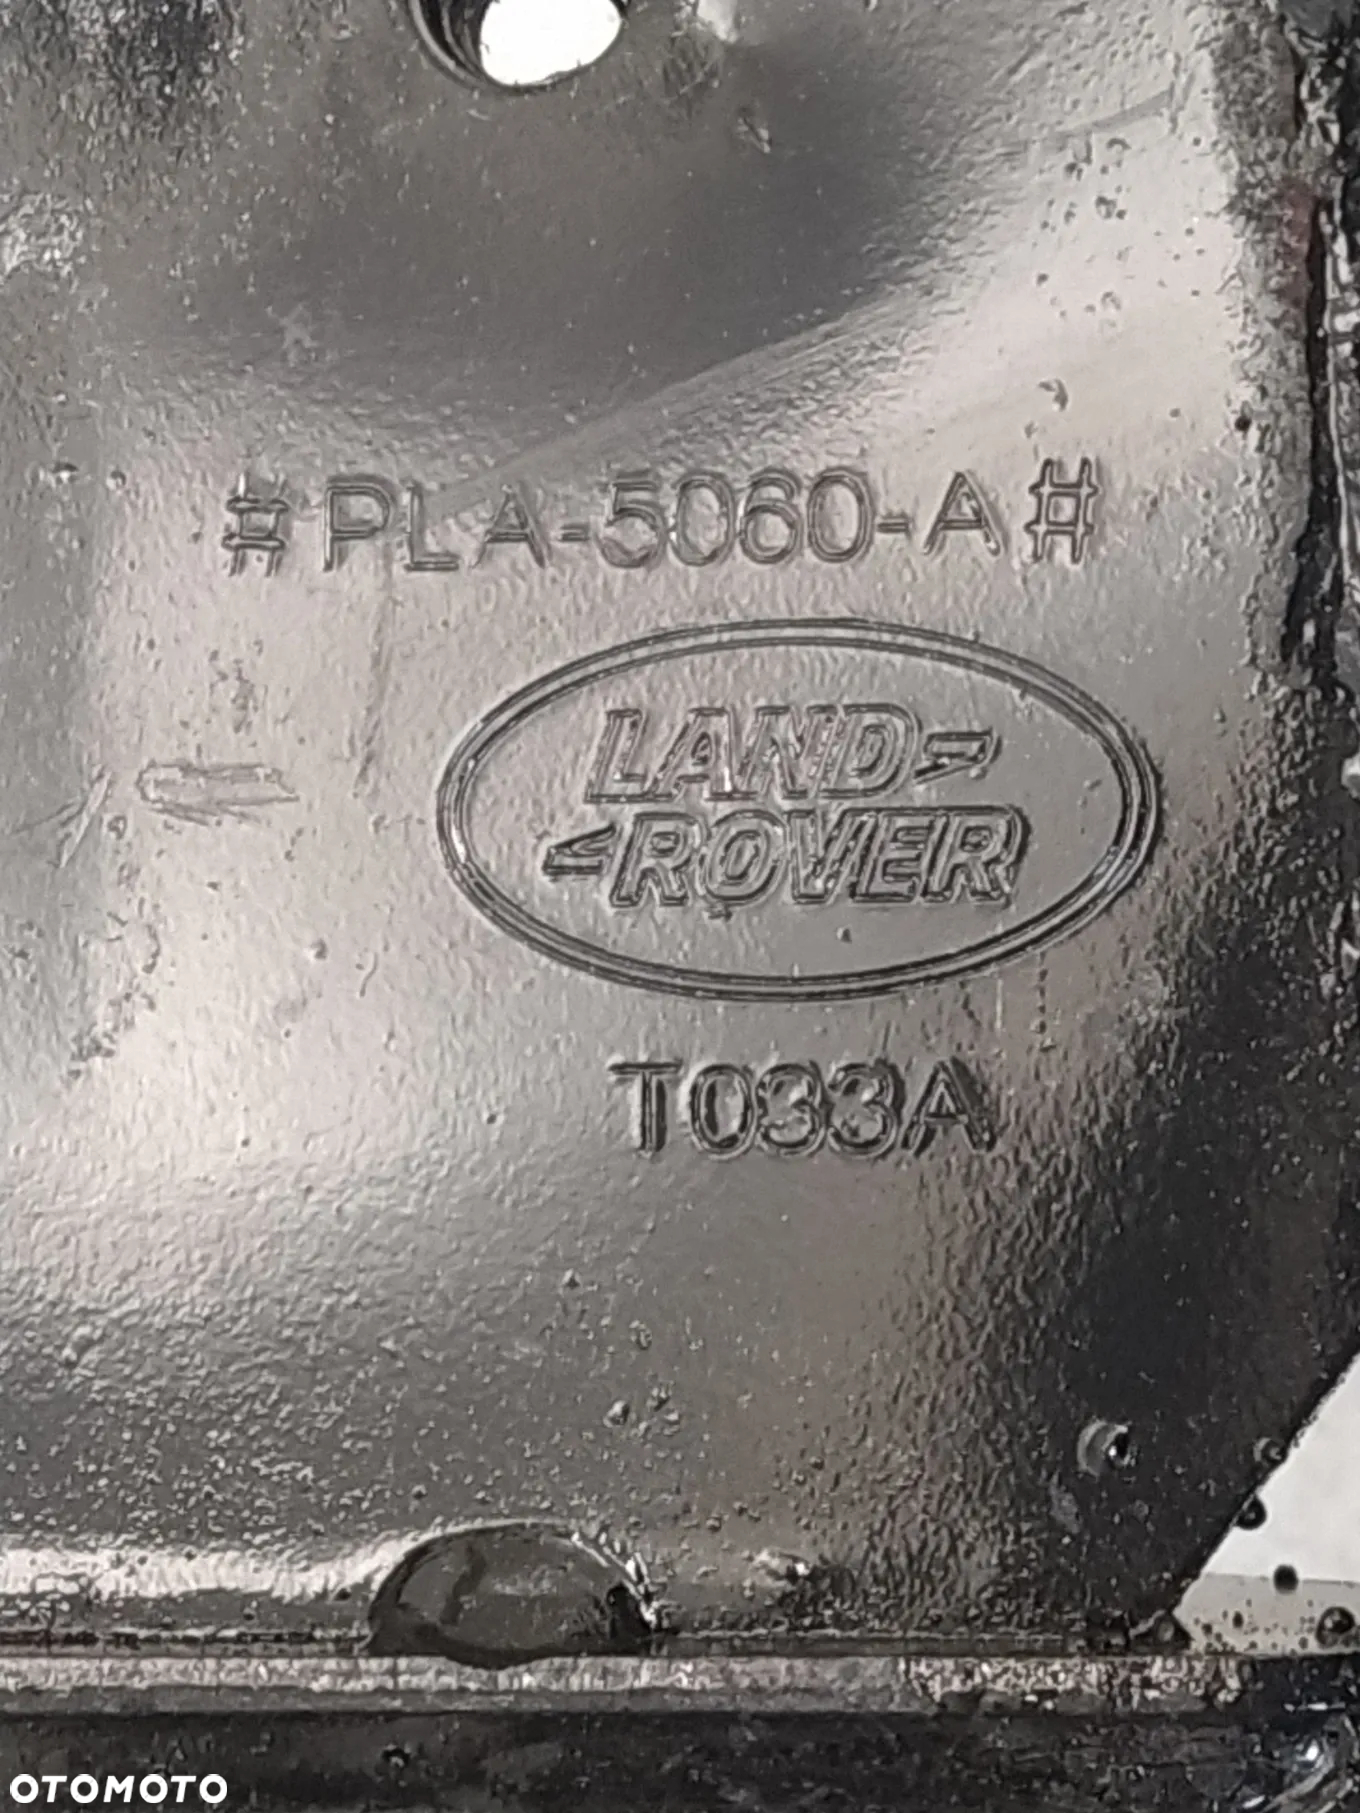 #PLA-5060-A#
LAND
ROVER
T033A
OTOMOTO